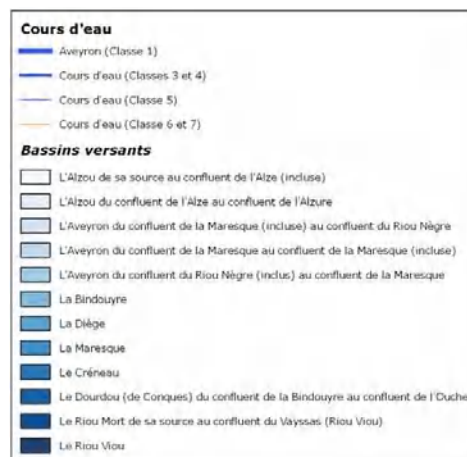 Cours d'eau
Aveyron (Classe 1)
Cours d'eau (Classes 3 et 4)
Cours d'eau (Classe 5)
Cours d'eau (Classe 6 et 7)
Bassins versants
L'Alzou de sa source au confluent de l'Alze (incluse)
L'Alzou du confluent de l'Alze au confluent de l'Alzure
L'Aveyron du confluent de la Maresque (incluse) au confluent du Riou Nègre
L'Aveyron du confluent de la Maresque au confluent de la Maresque (incluse)
L'Aveyron du confluent du Riou Nègre (inclus) au confluent de la Maresque
La Bindouyre
La Diège
La Maresque
Le Créneau
Le Dourdou (de Conques) du confluent de la Bindouyre au confluent de l'Ouche
Le Riou Mort de sa source au confluent du Vayssas (Riou Viou)
Le Riou Viou